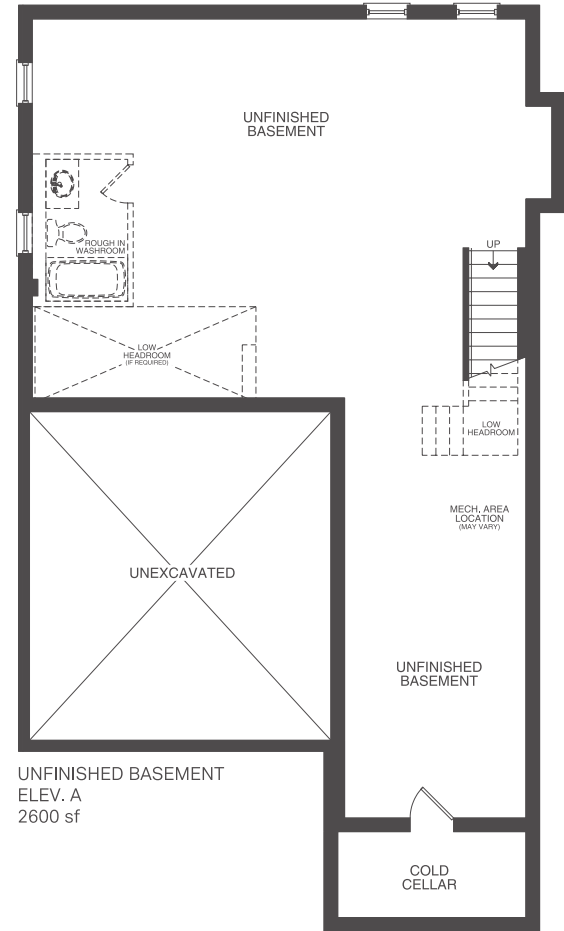 UNFINISHED
BASEMENT
UP
ROUGH IN
WASHROOM
LOW
HEADROOM
(IF REQUIRED)
LOW
HEADROOM
MECH. AREA
LOCATION
(MAY VARY)
UNEXCAVATED
UNFINISHED
BASEMENT
UNFINISHED BASEMENT
ELEV. A
2600 sf
COLD
CELLAR